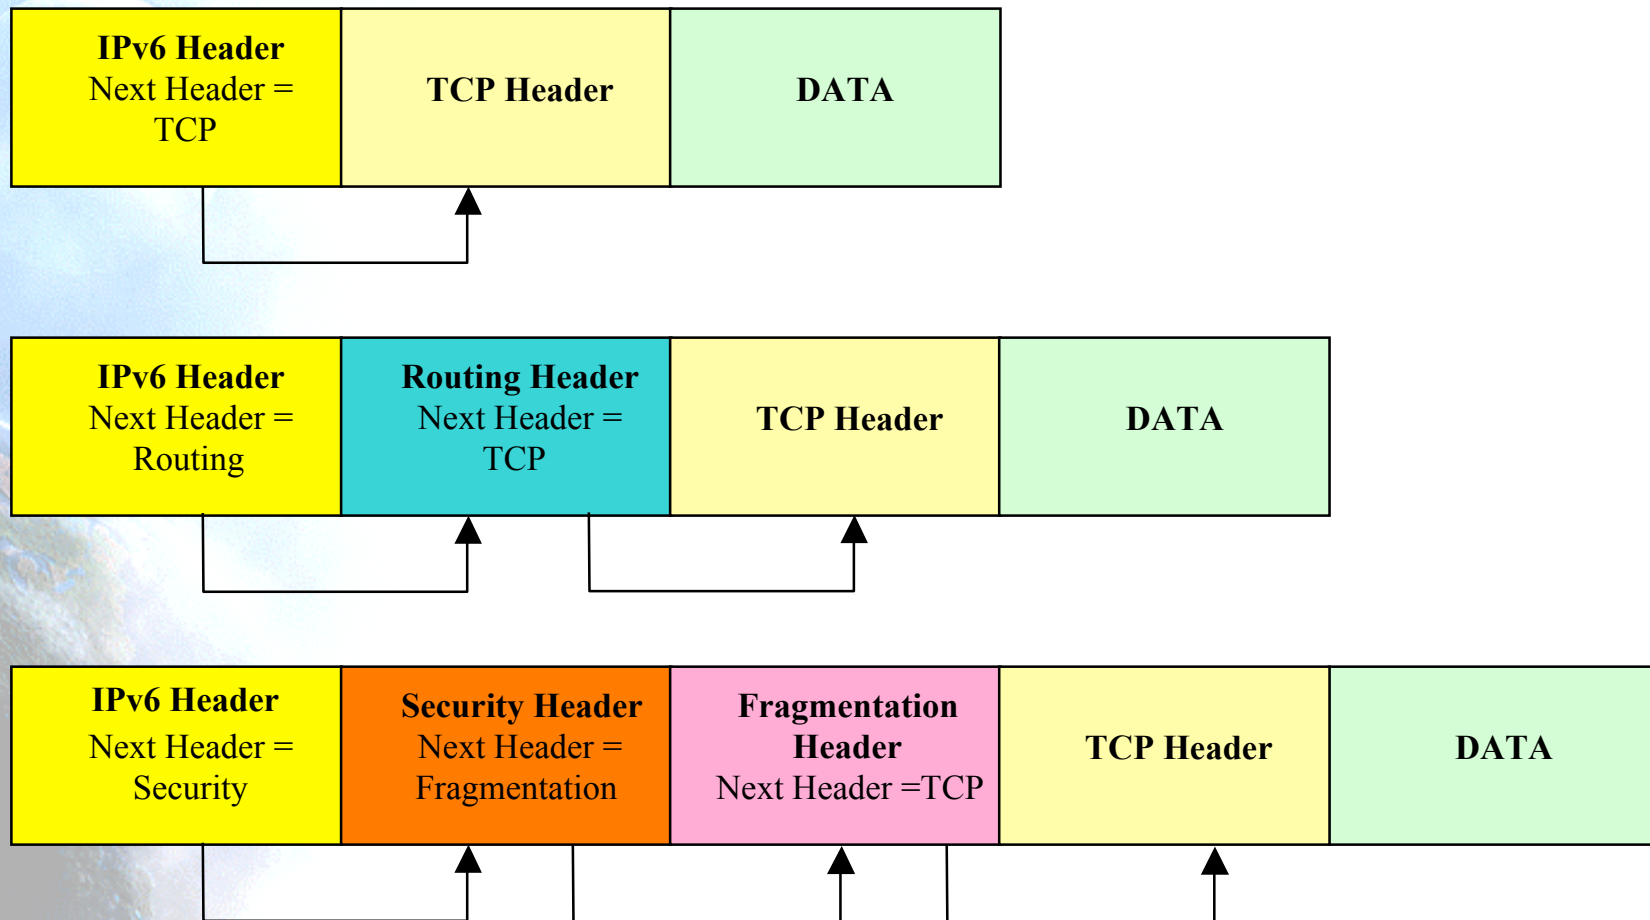 IPv6 Header
Next Header =
TCP
TCP Header
DATA
IPv6 Header
Next Header =
Routing
Routing Header
Next Header =
TCP
TCP Header
DATA
IPv6 Header
Next Header =
Security
Security Header
Next Header =
Fragmentation
Fragmentation
Header
Next Header =TCP
TCP Header
DATA